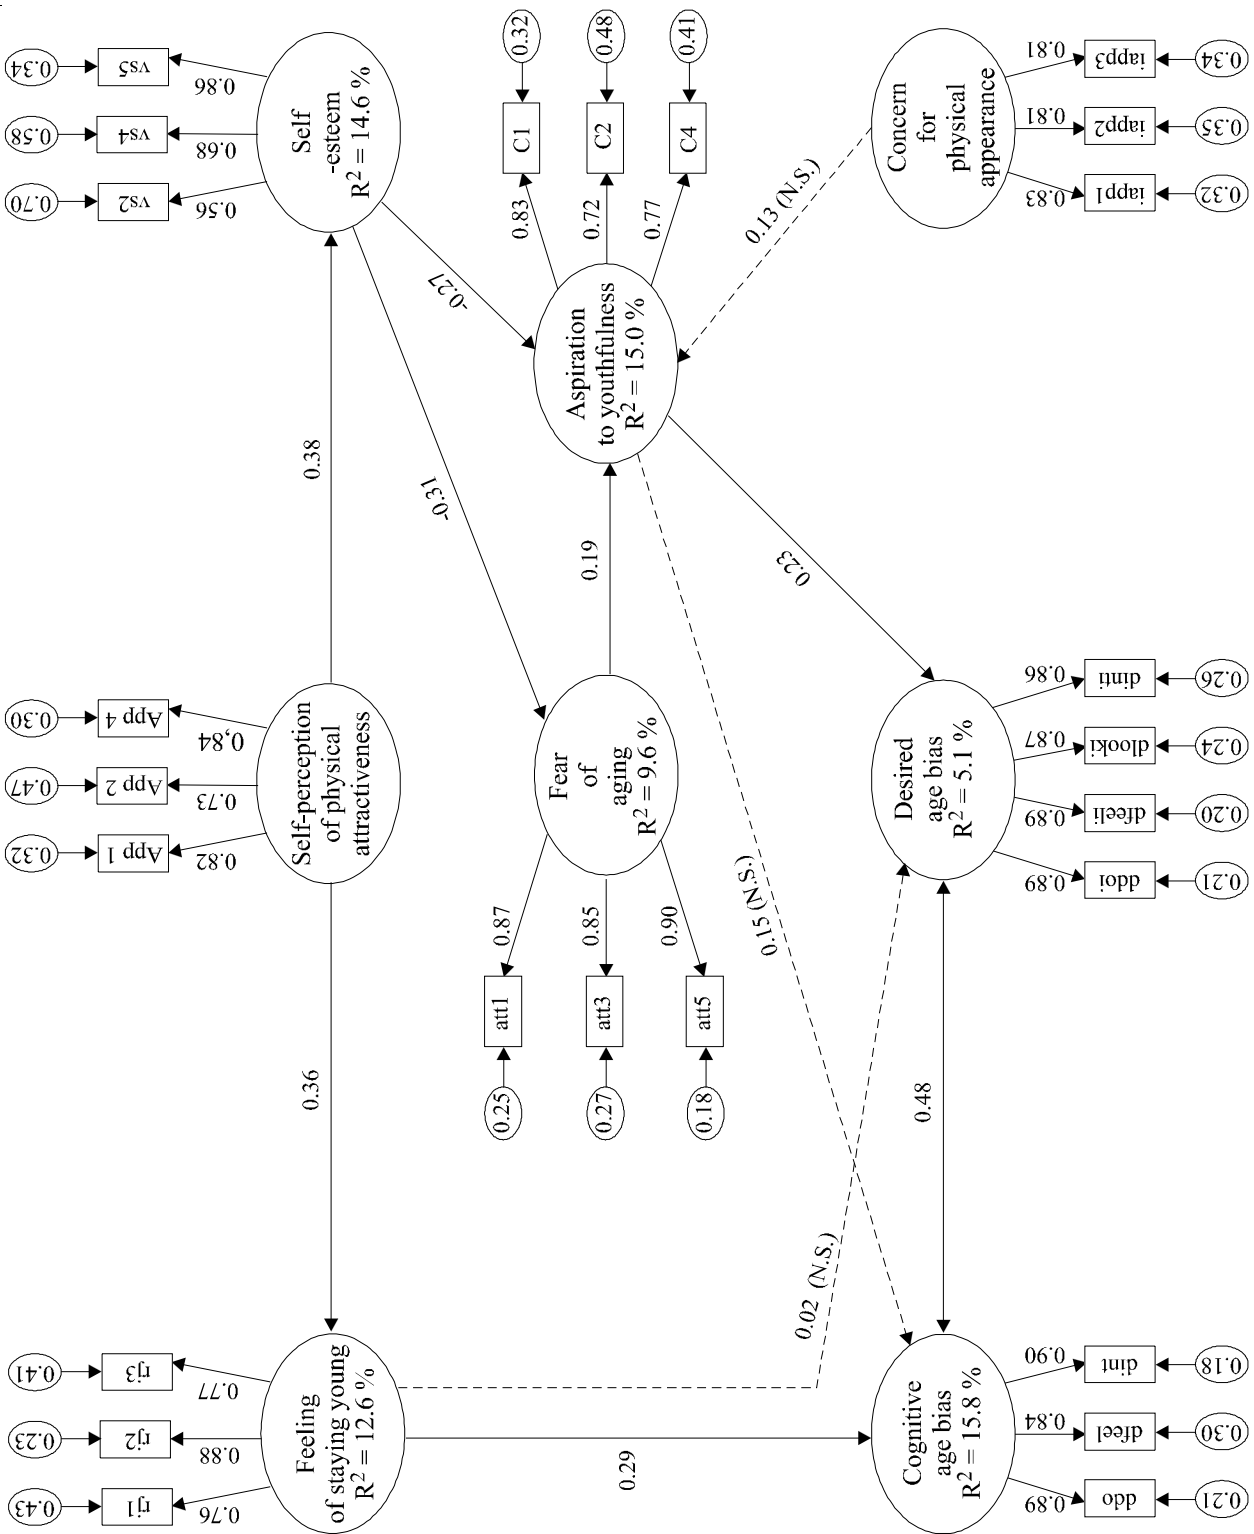 0.43
rj1
0.76
0.23
rj2
0.88
0.41
rj3
0.77
Feeling
of staying young
R2 = 12.6 %
0.36
0.32
App 1
0.82
0.47
App 2
0.73
0.30
App 4
0,84
Self-perception
of physical
attractiveness
0.38
0.70
vs2
0.56
0.58
vs4
0.68
0.34
vs5
0.86
Self
-esteem
R2 = 14.6 %
-0.31
-0.27
0.25
att1
0.87
0.27
att3
0.85
0.18
att5
0.90
Fear
of
aging
R2 = 9.6 %
0.19
Aspiration
to youthfulness
R2 = 15.0 %
0.83
C1
0.32
0.72
C2
0.48
0.77
C4
0.41
0.29
0.02 (N.S.)
0.15 (N.S.)
0.23
0.13 (N.S.)
Cognitive
age bias
R2 = 15.8 %
0.48
Desired
age bias
R2 = 5.1 %
Concern
for
physical
appearance
0.89
ddo
0.21
0.84
dfeel
0.30
0.90
dint
0.18
0.89
ddoi
0.21
0.89
dfeeli
0.20
0.87
dlooki
0.24
0.86
dinti
0.26
0.83
iapp1
0.32
0.81
iapp2
0.35
0.81
iapp3
0.34